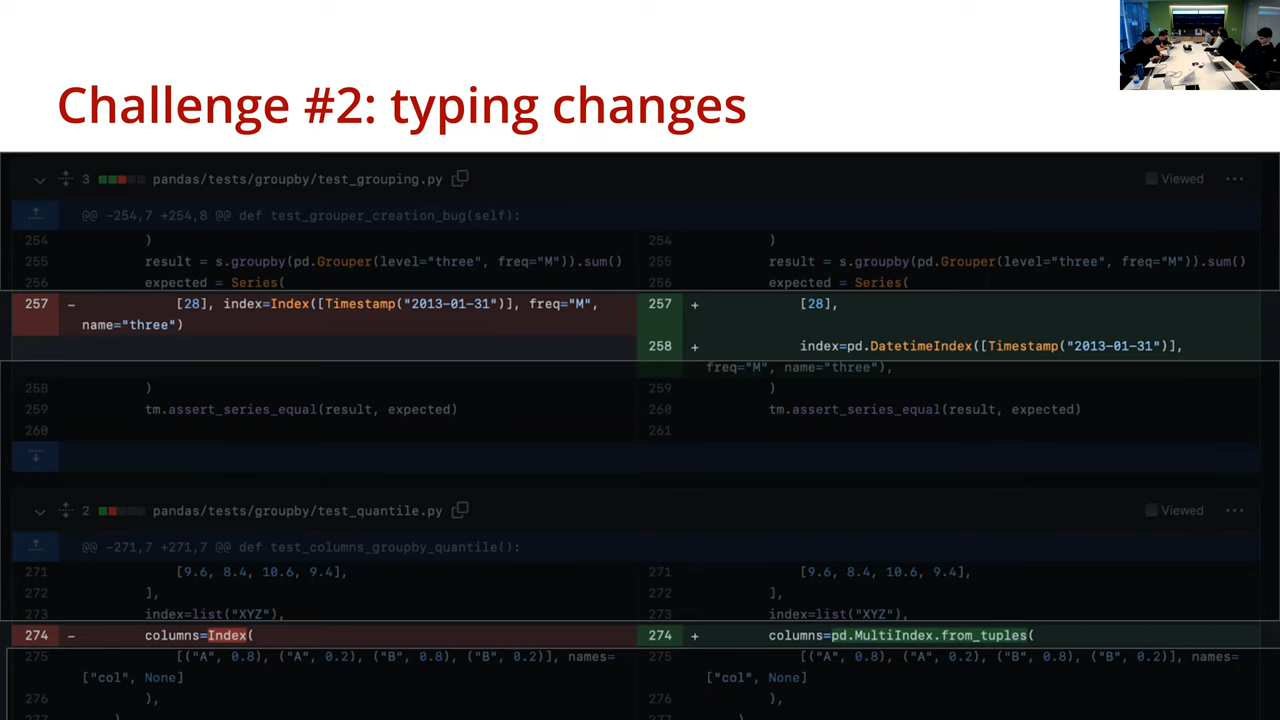 Challenge #2: typing changes
3 pandas/tests/groupby/test_grouping.py Viewed
@@ -254,7 +254,8 @@ def test_grouper_creation_bug(self):
254 ) 254 )
255 result = s.groupby(pd.Grouper(level="three", freq="M")).sum() 255 result = s.groupby(pd.Grouper(level="three", freq="M")).sum()
256 expected = Series( 256 expected = Series(
257 - [28], index=Index([Timestamp("2013-01-31")], freq="M", 257 + [28],
name="three")
258 + index=pd.DatetimeIndex([Timestamp("2013-01-31")],
freq="M", name="three"),
258 ) 259 )
259 tm.assert_series_equal(result, expected) 260 tm.assert_series_equal(result, expected)
260 261
2 pandas/tests/groupby/test_quantile.py Viewed
@@ -271,7 +271,7 @@ def test_columns_groupby_quantile():
271 [9.6, 8.4, 10.6, 9.4], 271 [9.6, 8.4, 10.6, 9.4],
272 ], 272 ],
273 index=list("XYZ"), 273 index=list("XYZ"),
274 - columns=Index( 274 + columns=pd.MultiIndex.from_tuples(
275 [("A", 0.8), ("A", 0.2), ("B", 0.8), ("B", 0.2)], names= 275 [("A", 0.8), ("A", 0.2), ("B", 0.8), ("B", 0.2)], names=
["col", None] ["col", None]
276 ), 276 ),
277 ) 277 )